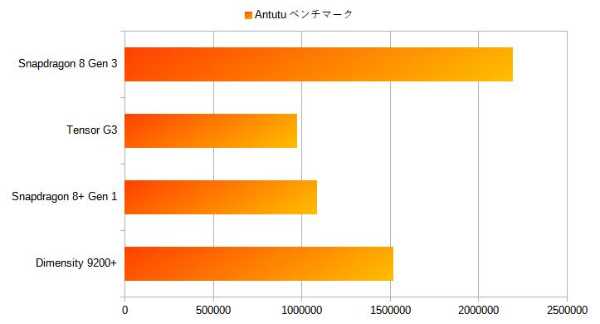 Antutu ベンチマーク
Snapdragon 8 Gen 3
Tensor G3
Snapdragon 8+ Gen 1
Dimensity 9200+
0 500000 1000000 1500000 2000000 2500000